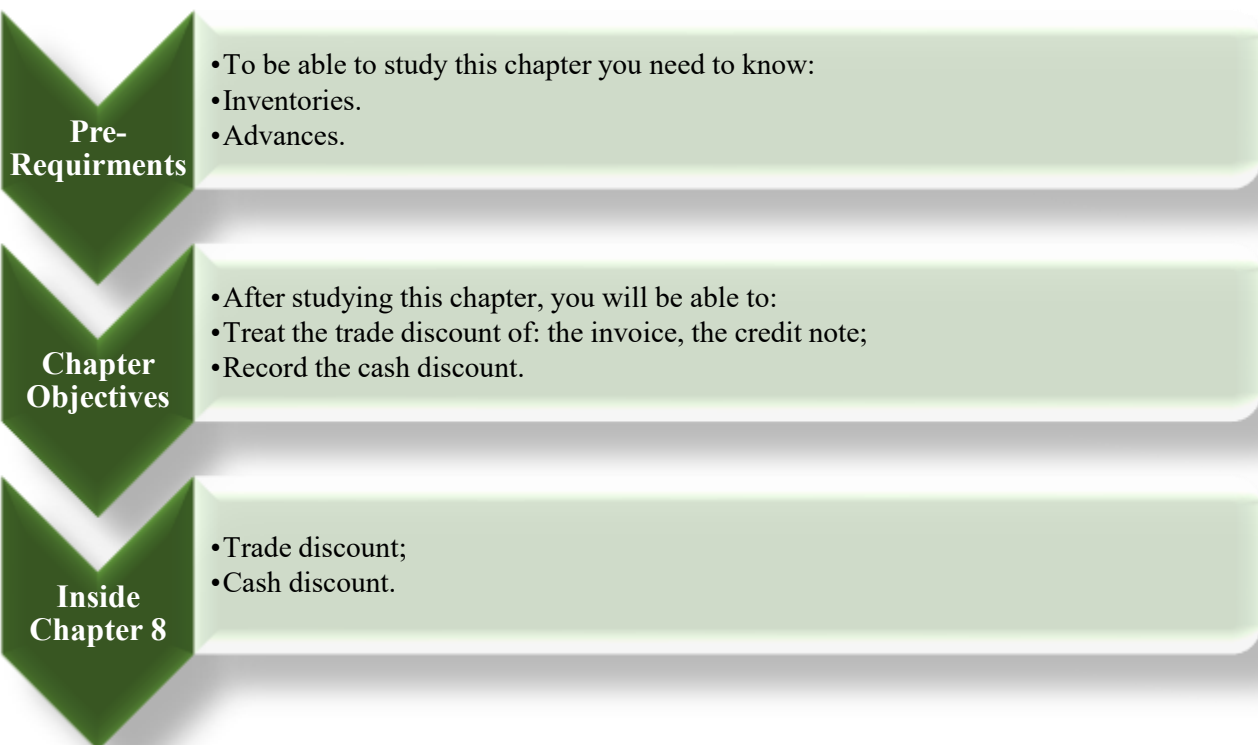 Pre-
Requirments
•To be able to study this chapter you need to know:
•Inventories.
•Advances.
Chapter
Objectives
•After studying this chapter, you will be able to:
•Treat the trade discount of: the invoice, the credit note;
•Record the cash discount.
Inside
Chapter 8
•Trade discount;
•Cash discount.